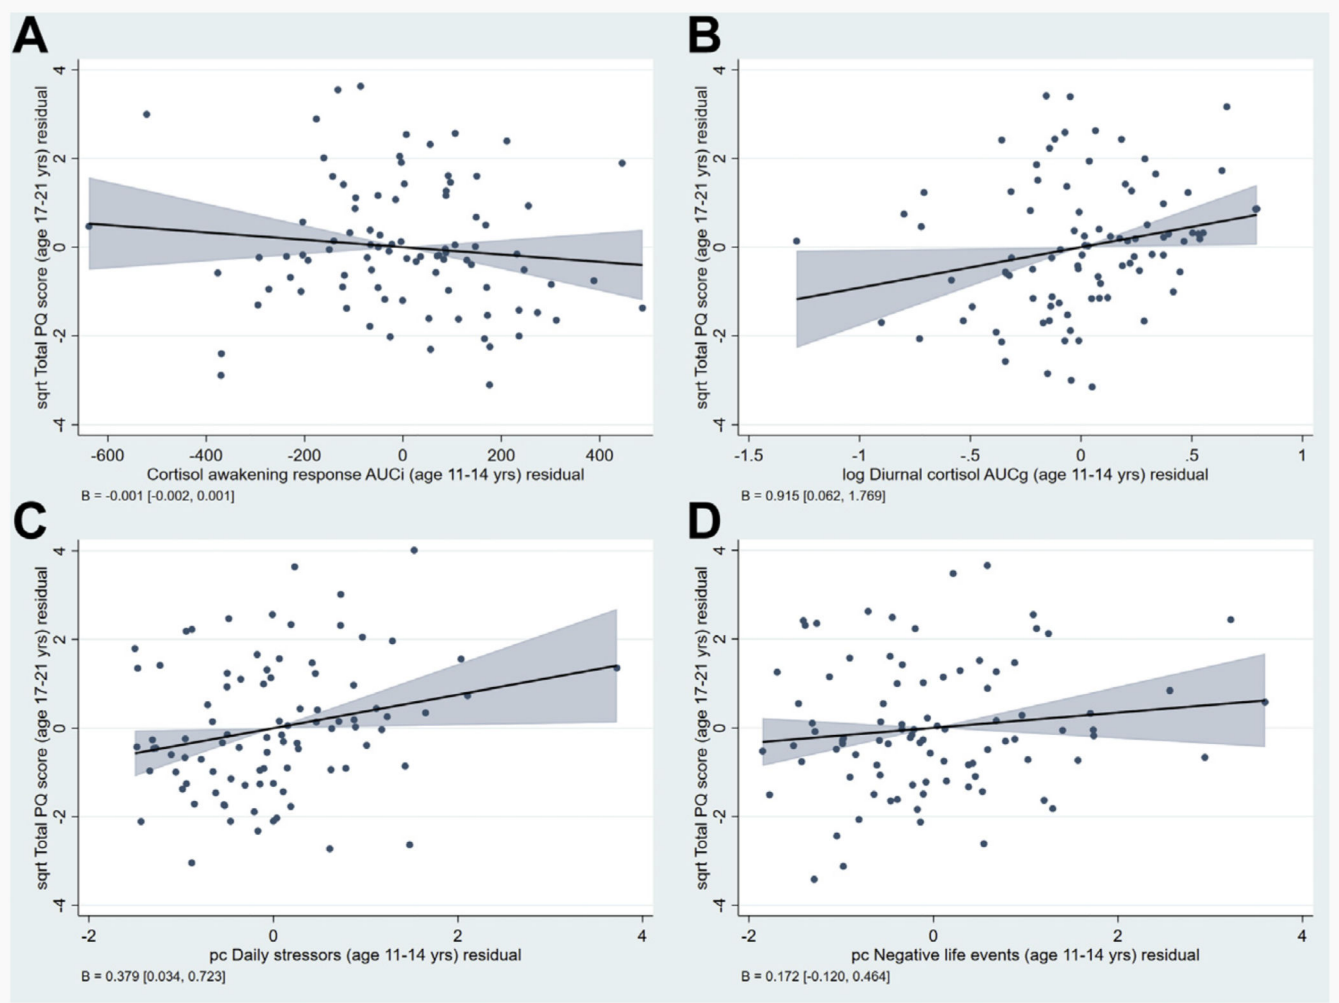 A
sqrt Total PQ score (age 17-21 yrs) residual
4
2
0
-2
-4
-600 -400 -200 0 200 400
Cortisol awakening response AUCi (age 11-14 yrs) residual
B = -0.001 [-0.002, 0.001]
B
sqrt Total PQ score (age 17-21 yrs) residual
4
2
0
-2
-4
-1.5 -1 -.5 0 .5 1
log Diurnal cortisol AUCg (age 11-14 yrs) residual
B = 0.915 [0.062, 1.769]
C
sqrt Total PQ score (age 17-21 yrs) residual
4
2
0
-2
-4
-2 0 2 4
pc Daily stressors (age 11-14 yrs) residual
B = 0.379 [0.034, 0.723]
D
sqrt Total PQ score (age 17-21 yrs) residual
4
2
0
-2
-4
-2 0 2 4
pc Negative life events (age 11-14 yrs) residual
B = 0.172 [-0.120, 0.464]